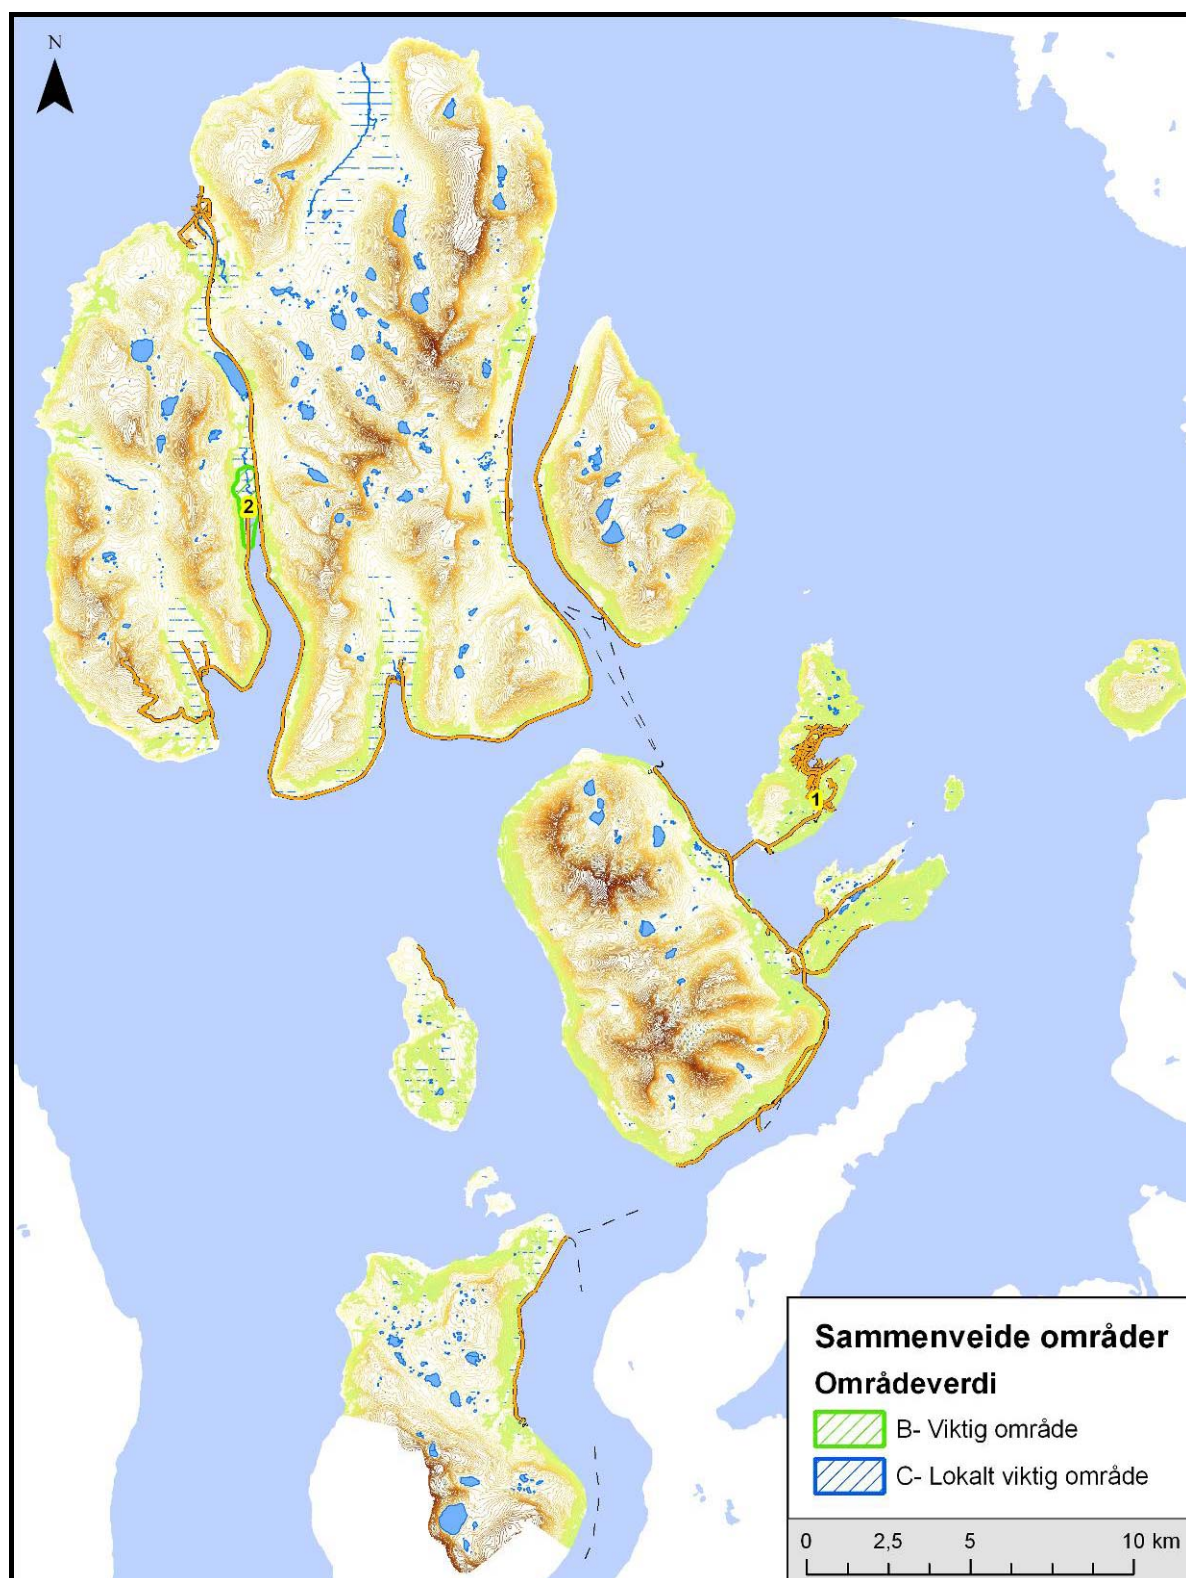 N
2
1
Sammenveide områder
Områdeverdi
B- Viktig område
C- Lokalt viktig område
0 2,5 5 10 km